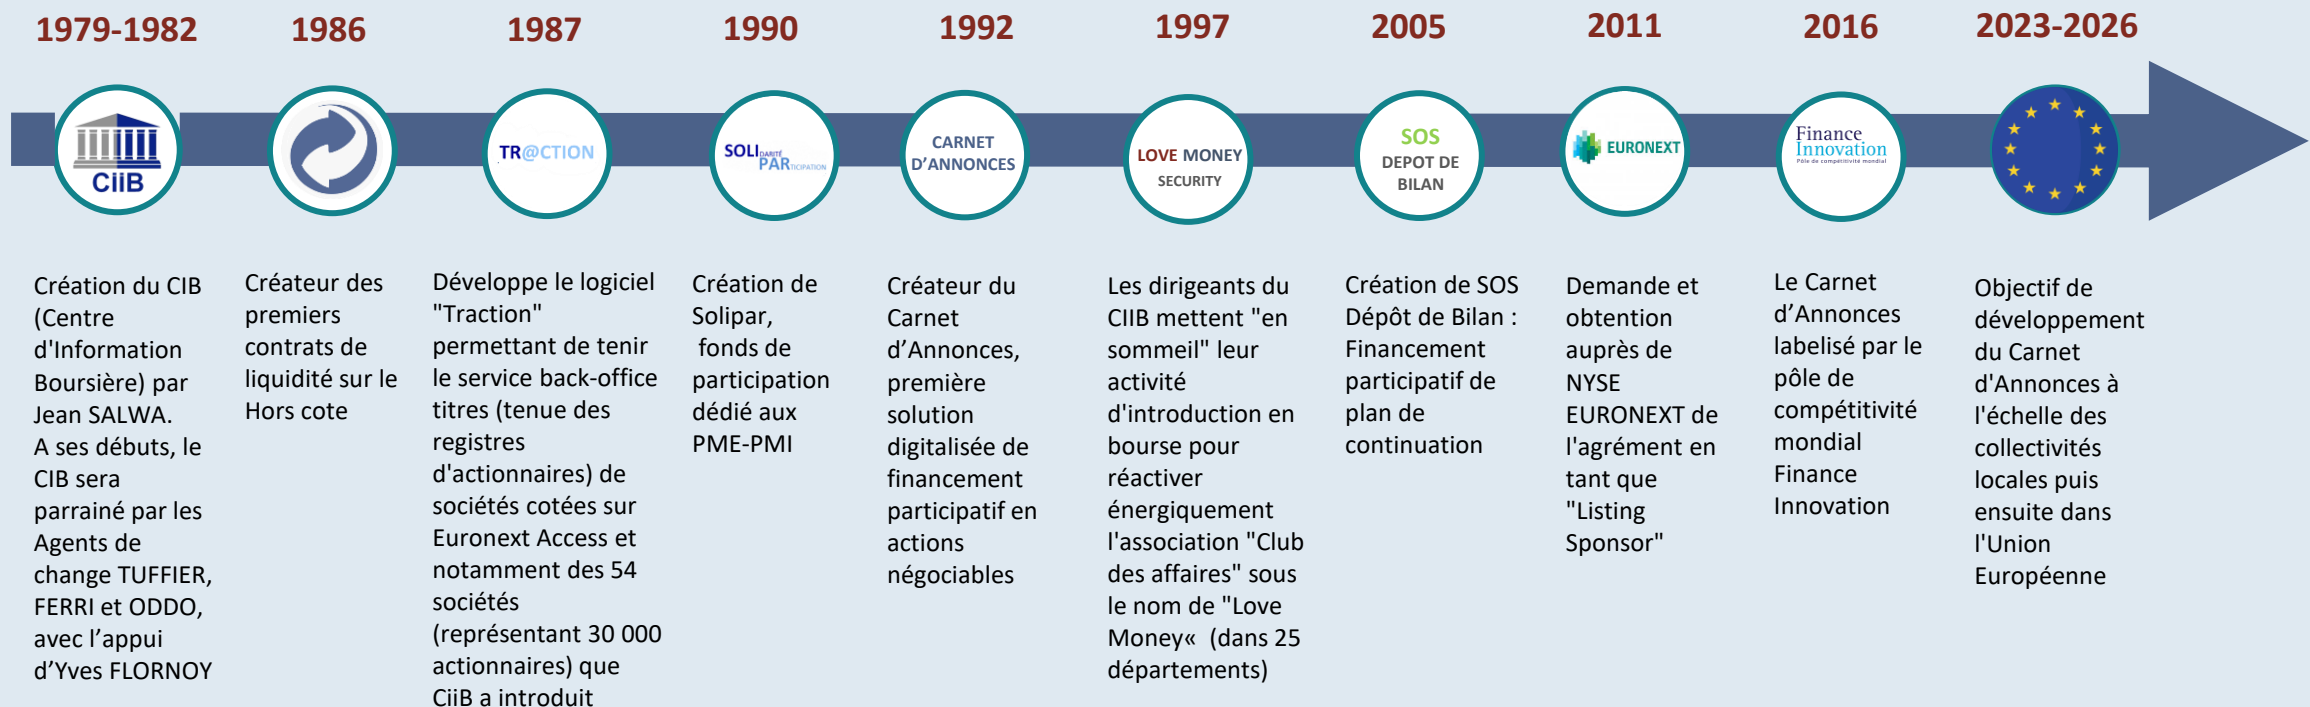 1979-1982
1986
1987
1990
1992
1997
2005
2011
2016
2023-2026
CiiB
TR@CTION
SOLIDARITÉ
PARTICIPATION
CARNET
D'ANNONCES
LOVE MONEY
SECURITY
SOS
DEPOT DE
BILAN
EURONEXT
Finance
Innovation
Pôle de compétitivité mondial
Création du CIB
(Centre
d'Information
Boursière) par
Jean SALWA.
A ses débuts, le
CIB sera
parrainé par les
Agents de
change TUFFIER,
FERRI et ODDO,
avec l’appui
d’Yves FLORNOY
Créateur des
premiers
contrats de
liquidité sur le
Hors cote
Développe le logiciel
"Traction"
permettant de tenir
le service back-office
titres (tenue des
registres
d'actionnaires) de
sociétés cotées sur
Euronext Access et
notamment des 54
sociétés
(représentant 30 000
actionnaires) que
CiiB a introduit
Création de
Solipar,
fonds de
participation
dédié aux
PME-PMI
Créateur du
Carnet
d’Annonces,
première
solution
digitalisée de
financement
participatif en
actions
négociables
Les dirigeants du
CIIB mettent "en
sommeil" leur
activité
d'introduction en
bourse pour
réactiver
énergiquement
l'association "Club
des affaires" sous
le nom de "Love
Money« (dans 25
départements)
Création de SOS
Dépôt de Bilan :
Financement
participatif de
plan de
continuation
Demande et
obtention
auprès de
NYSE
EURONEXT de
l'agrément en
tant que
"Listing
Sponsor"
Le Carnet
d’Annonces
labelisé par le
pôle de
compétitivité
mondial
Finance
Innovation
Objectif de
développement
du Carnet
d'Annonces à
l'échelle des
collectivités
locales puis
ensuite dans
l'Union
Européenne